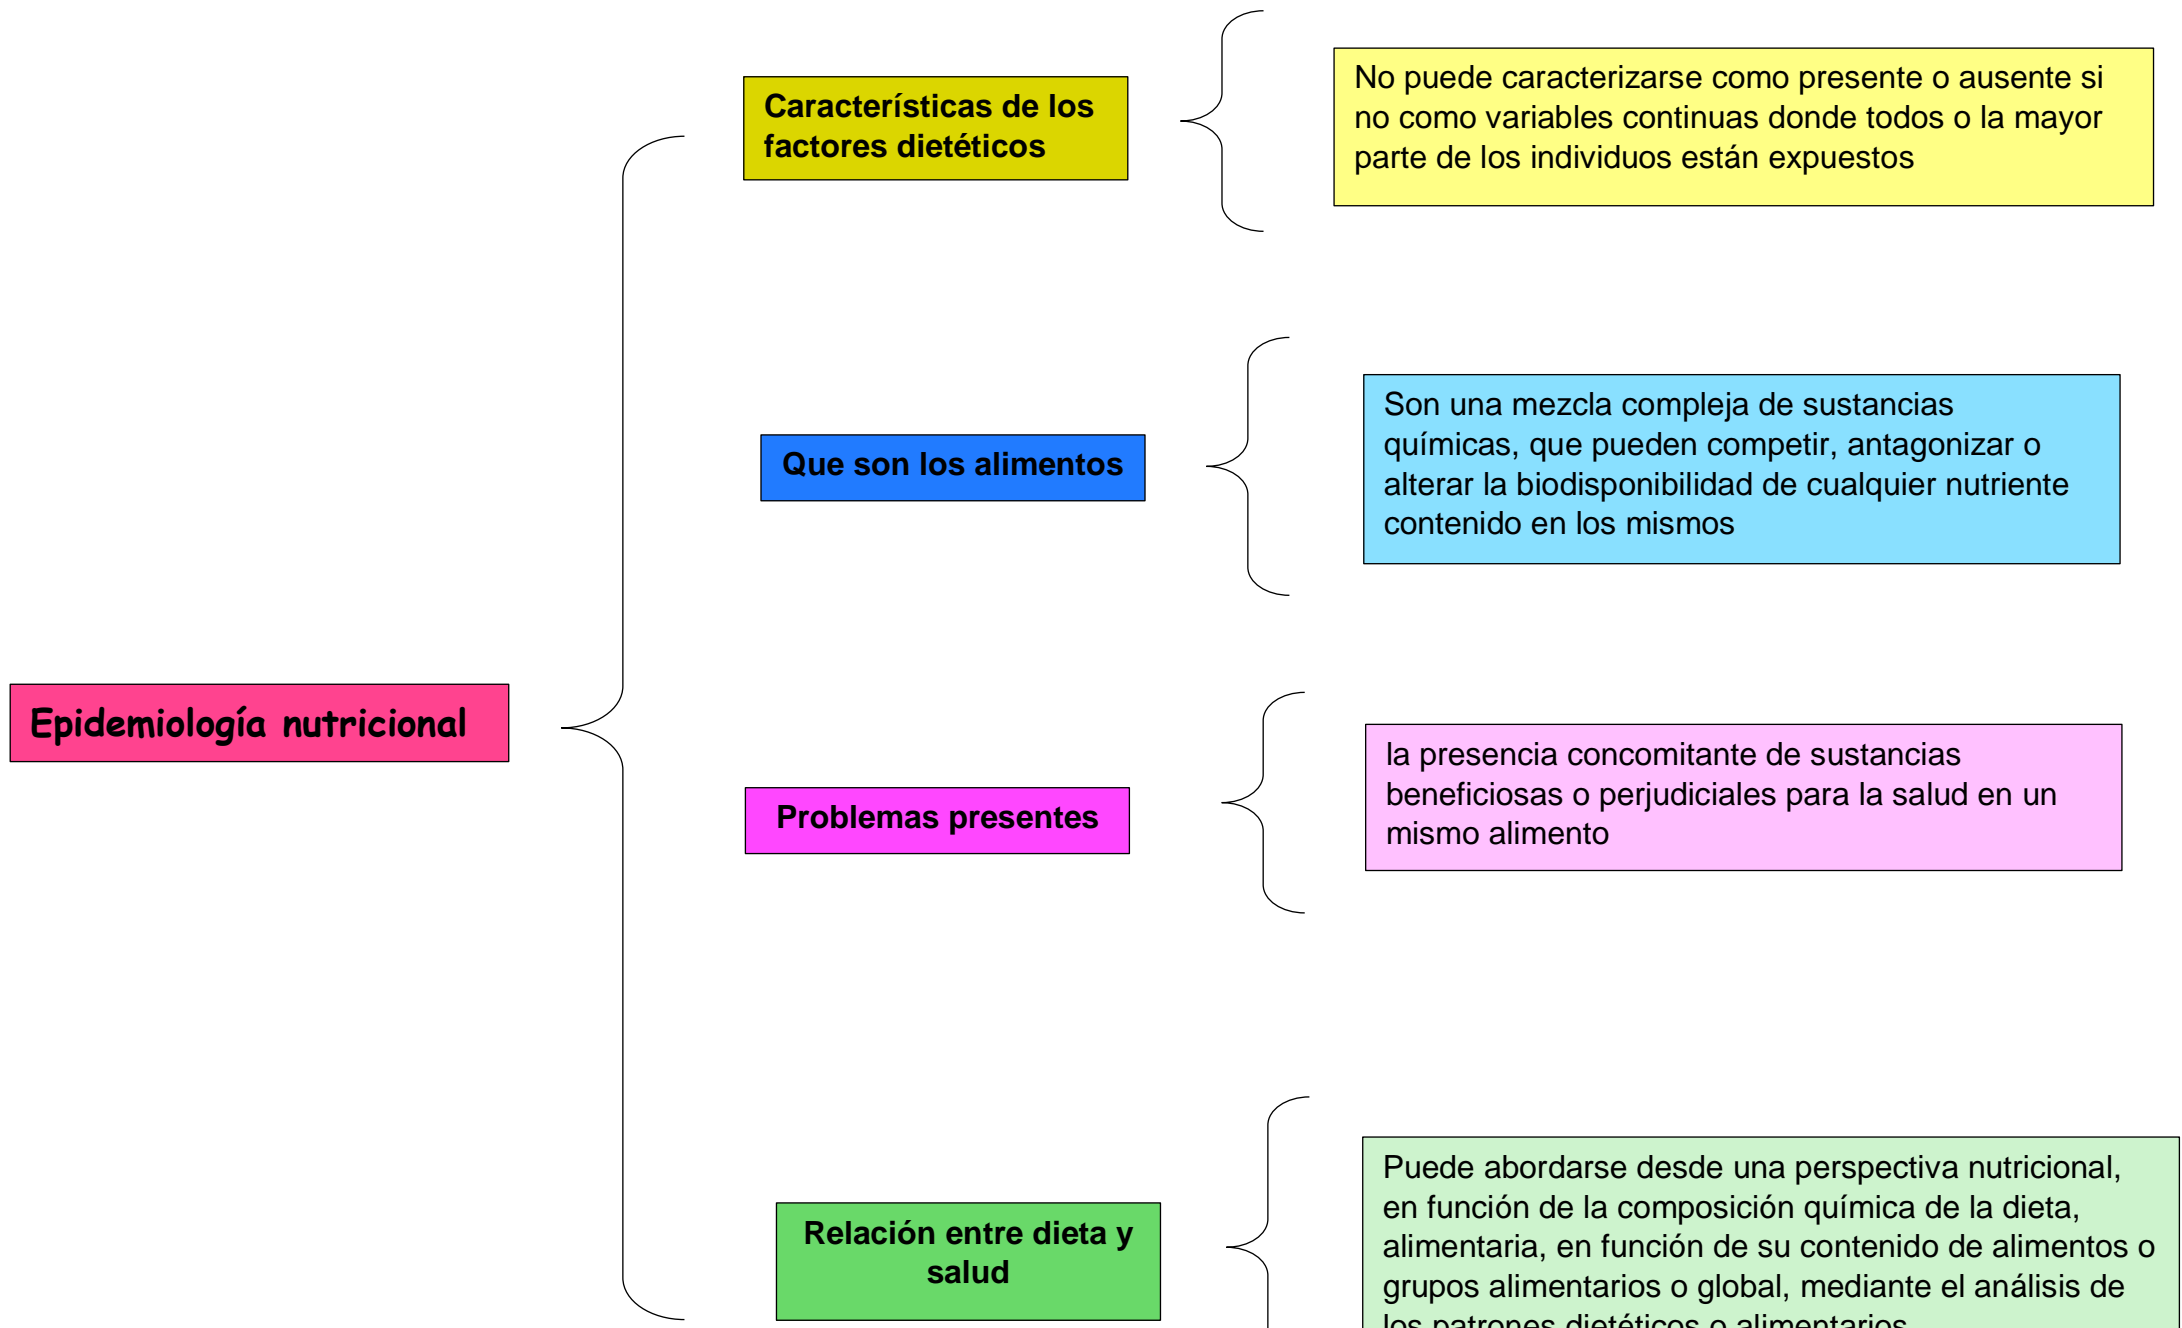 Epidemiología nutricional
Características de los
factores dietéticos
No puede caracterizarse como presente o ausente si
no como variables continuas donde todos o la mayor
parte de los individuos están expuestos
Que son los alimentos
Son una mezcla compleja de sustancias
químicas, que pueden competir, antagonizar o
alterar la biodisponibilidad de cualquier nutriente
contenido en los mismos
Problemas presentes
la presencia concomitante de sustancias
beneficiosas o perjudiciales para la salud en un
mismo alimento
Relación entre dieta y
salud
Puede abordarse desde una perspectiva nutricional,
en función de la composición química de la dieta,
alimentaria, en función de su contenido de alimentos o
grupos alimentarios o global, mediante el análisis de
los patrones dietéticos o alimentarios